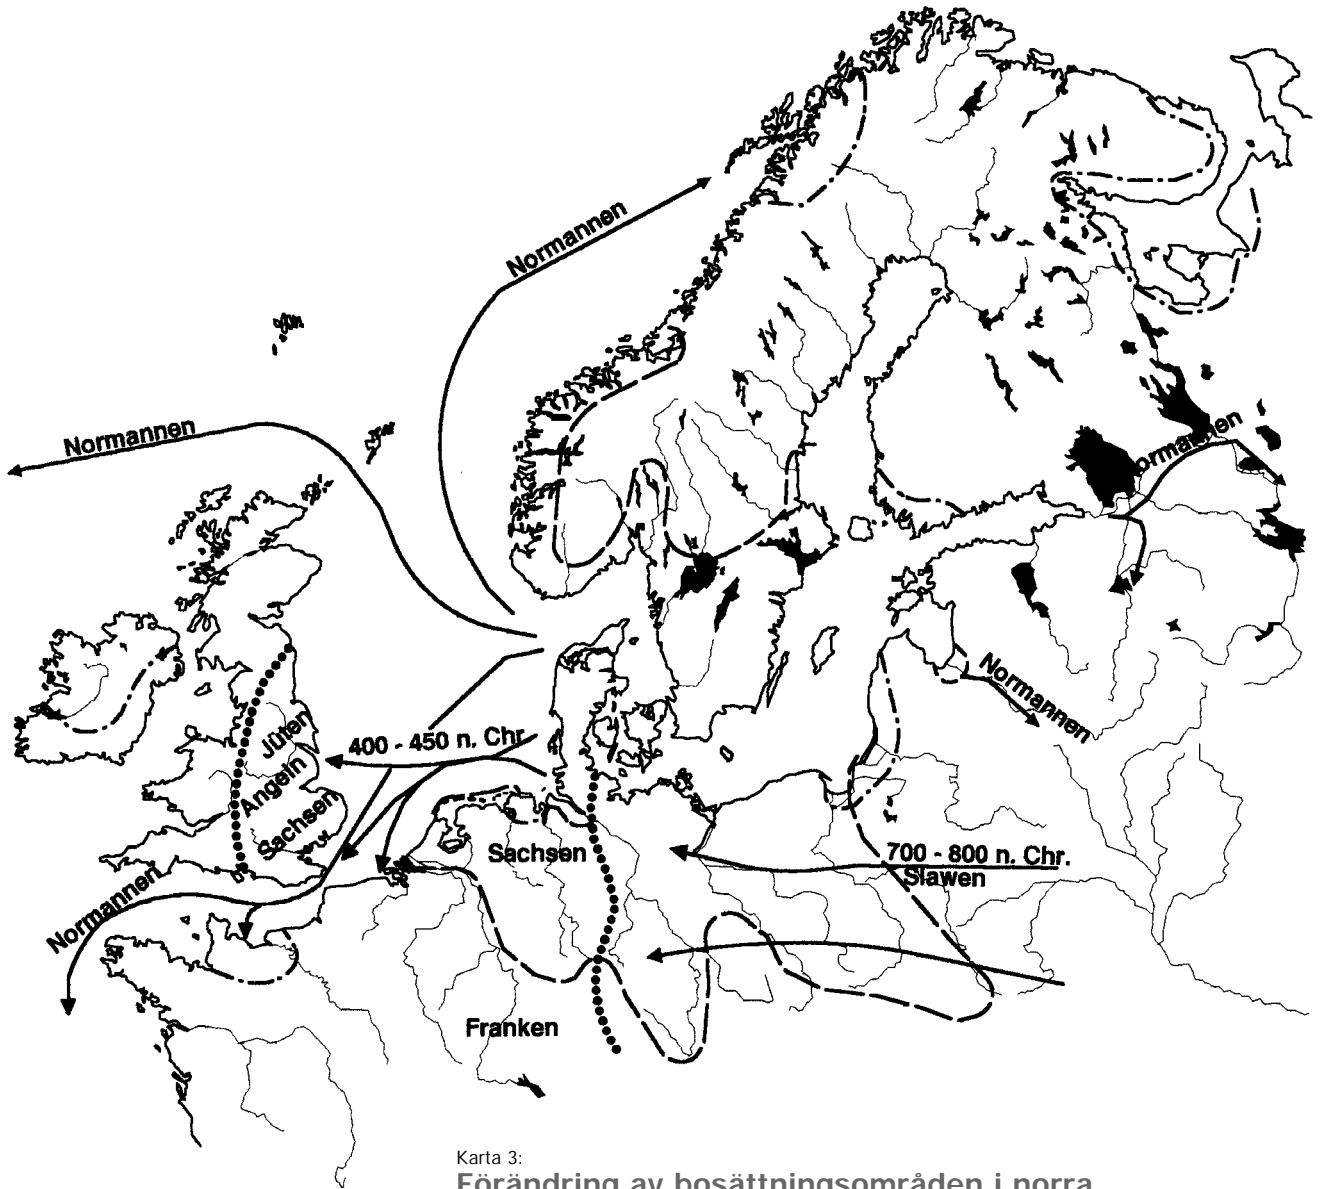 Normannen
Normannen
Normannen
Normannen
400 - 450 n. Chr
Jüten
Angeln
Sachsen
Sachsen
700 - 800 n. Chr.
Slawen
Normannen
Franken
Karta 3:
Förändring av bosättningsområden i norra